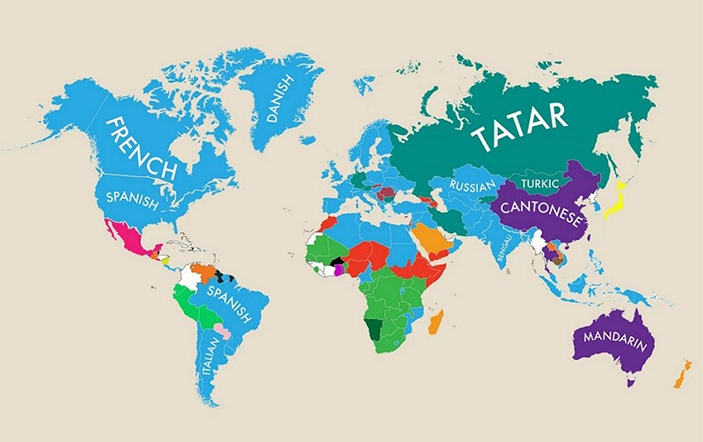 DANISH
FRENCH
TATAR
SPANISH
RUSSIAN
TURKIC
CANTONESE
BENGALI
SPANISH
ITALIAN
MANDARIN